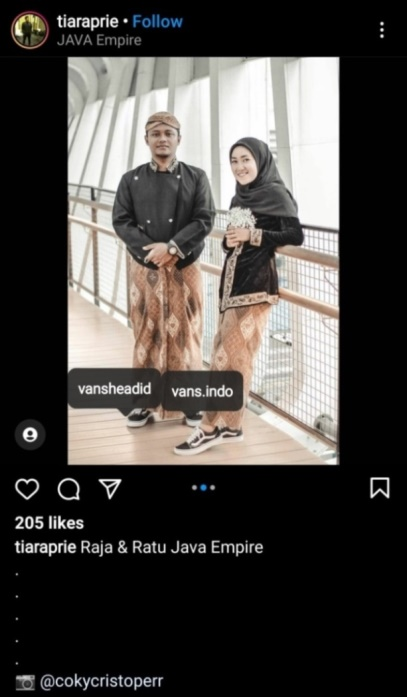 tiaraprie • Follow
JAVA Empire
vansheadid
vans.indo
205 likes
tiaraprie Raja & Ratu Java Empire
.
.
.
.
.
📷 @cokycristoperr